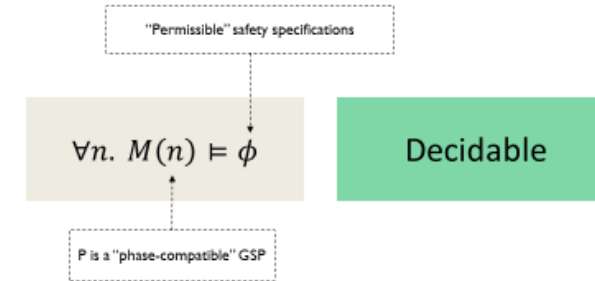 "Permissible" safety specifications
∀n. M(n) ⊨ ϕ
Decidable
P is a "phase-compatible" GSP